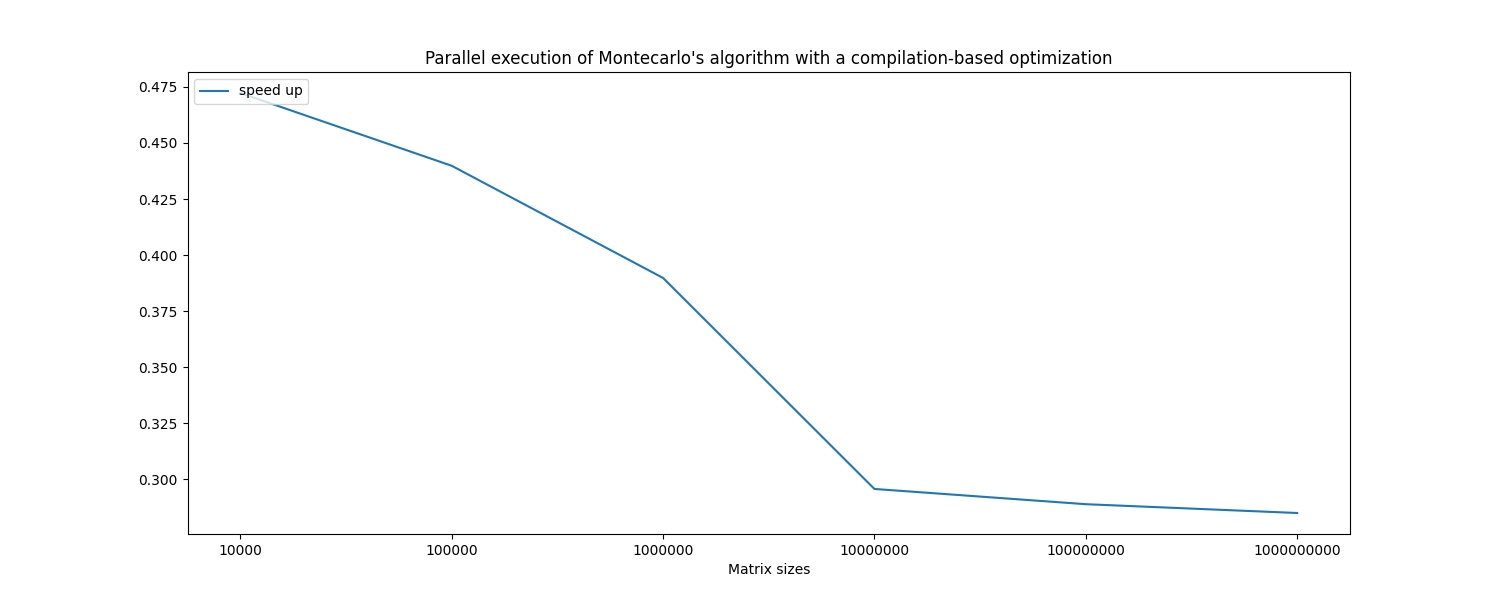 Parallel execution of Montecarlo's algorithm with a compilation-based optimization
speed up
0.475
0.450
0.425
0.400
0.375
0.350
0.325
0.300
10000 100000 1000000 10000000 100000000 1000000000
Matrix sizes